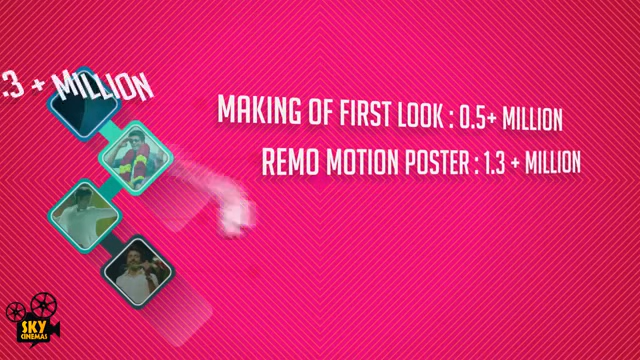 .3 + MILLION
MAKING OF FIRST LOOK : 0.5+ MILLION
REMO MOTION POSTER : 1.3 + MILLION
SKY
CINEMAS